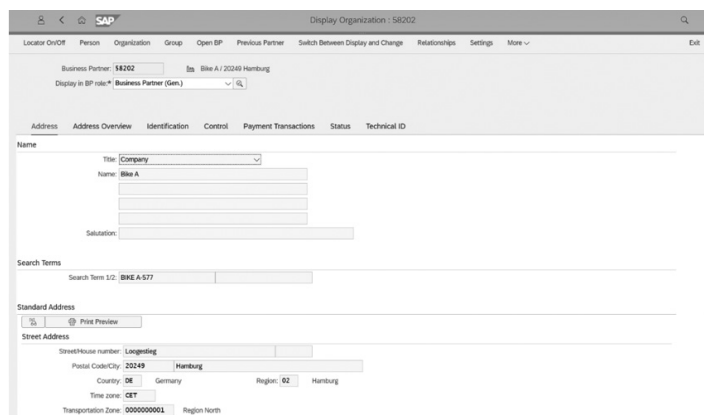 SAP Display Organization : 58202
Locator On/Off Person Organization Group Open BP Previous Partner Switch Between Display and Change Relationships Settings More Exit
Business Partner: 58202 Bike A / 20249 Hamburg
Display in BP role:* Business Partner (Gen.)
Address Address Overview Identification Control Payment Transactions Status Technical ID
Name
Title: Company
Name: Bike A
Salutation:
Search Terms
Search Term 1/2: BIKE A-577
Standard Address
Print Preview
Street Address
Street/House number: Loogestieg
Postal Code/City: 20249 Hamburg
Country: DE Germany Region: 02 Hamburg
Time zone: CET
Transportation Zone: 0000000001 Region North